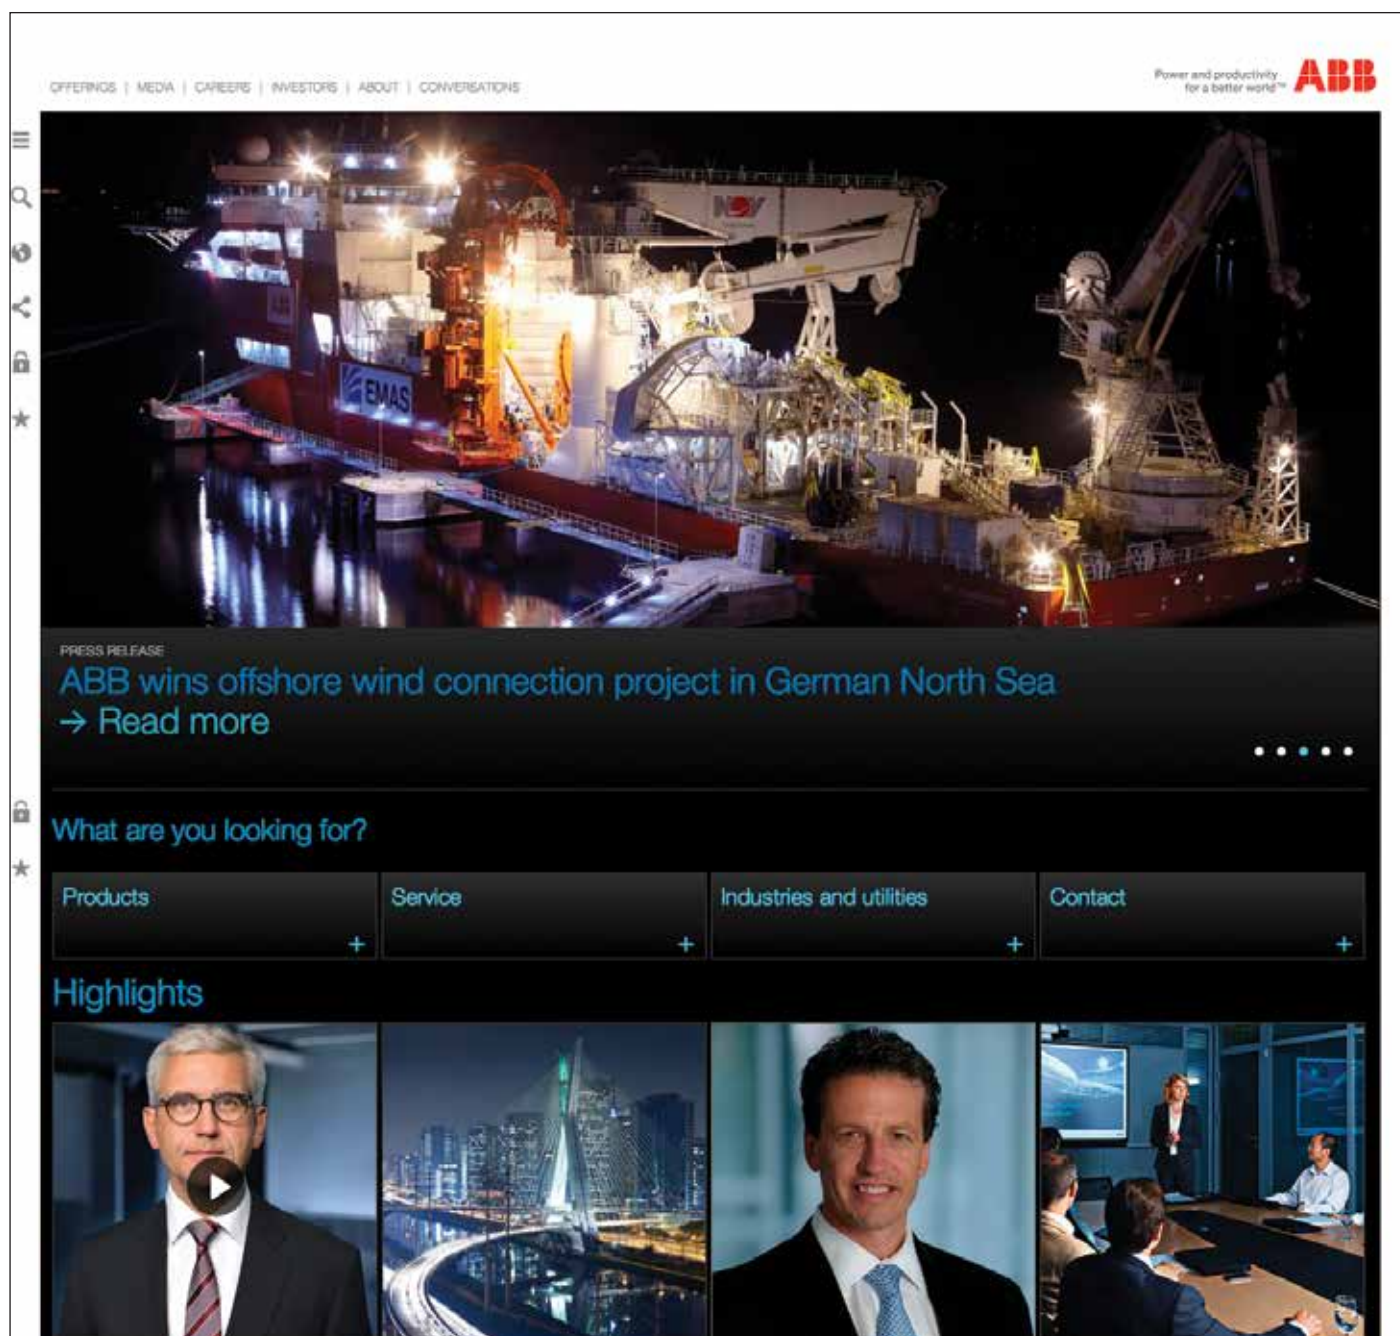 OFFERINGS | MEDIA | CAREERS | INVESTORS | ABOUT | CONVERSATIONS
Power and productivity
for a better world™
ABB
NOV
ABB
EMAS
PRESS RELEASE
ABB wins offshore wind connection project in German North Sea
→ Read more
What are you looking for?
Products
Service
Industries and utilities
Contact
+
+
+
+
Highlights